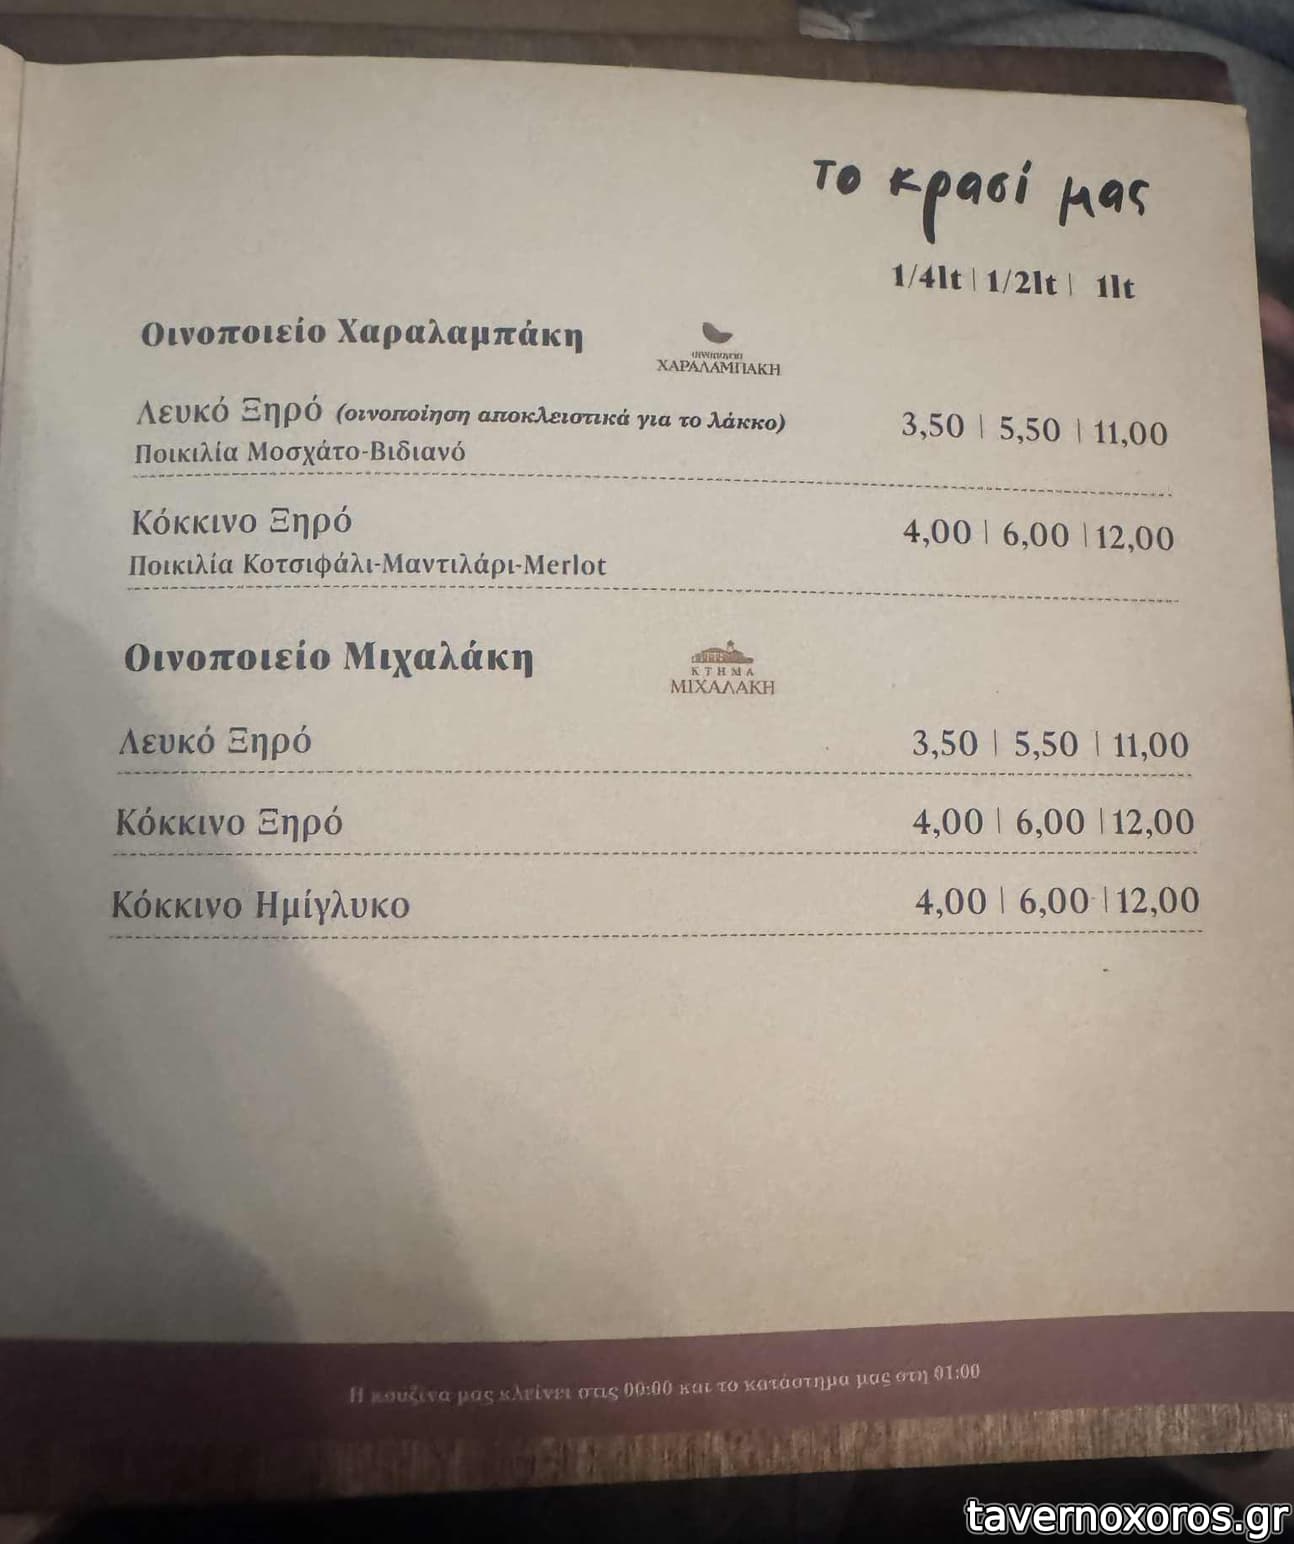 το κρασί μας
1/4lt | 1/2lt | 1lt
Οινοποιείο Χαραλαμπάκη
οινοποιείο
ΧΑΡΑΛΑΜΠΑΚΗ
Λευκό Ξηρό (οινοποίηση αποκλειστικά για το λάκκο) 3,50 | 5,50 | 11,00
Ποικιλία Μοσχάτο-Βιδιανό
Κόκκινο Ξηρό 4,00 | 6,00 | 12,00
Ποικιλία Κοτσιφάλι-Μαντιλάρι-Merlot
Οινοποιείο Μιχαλάκη
ΚΤΗΜΑ
ΜΙΧΑΛΑΚΗ
Λευκό Ξηρό 3,50 | 5,50 | 11,00
Κόκκινο Ξηρό 4,00 | 6,00 | 12,00
Κόκκινο Ημίγλυκο 4,00 | 6,00 | 12,00
Η κουζίνα μας κλείνει στις 00:00 και το κατάστημα μας στη 01:00
tavernoxoros.gr